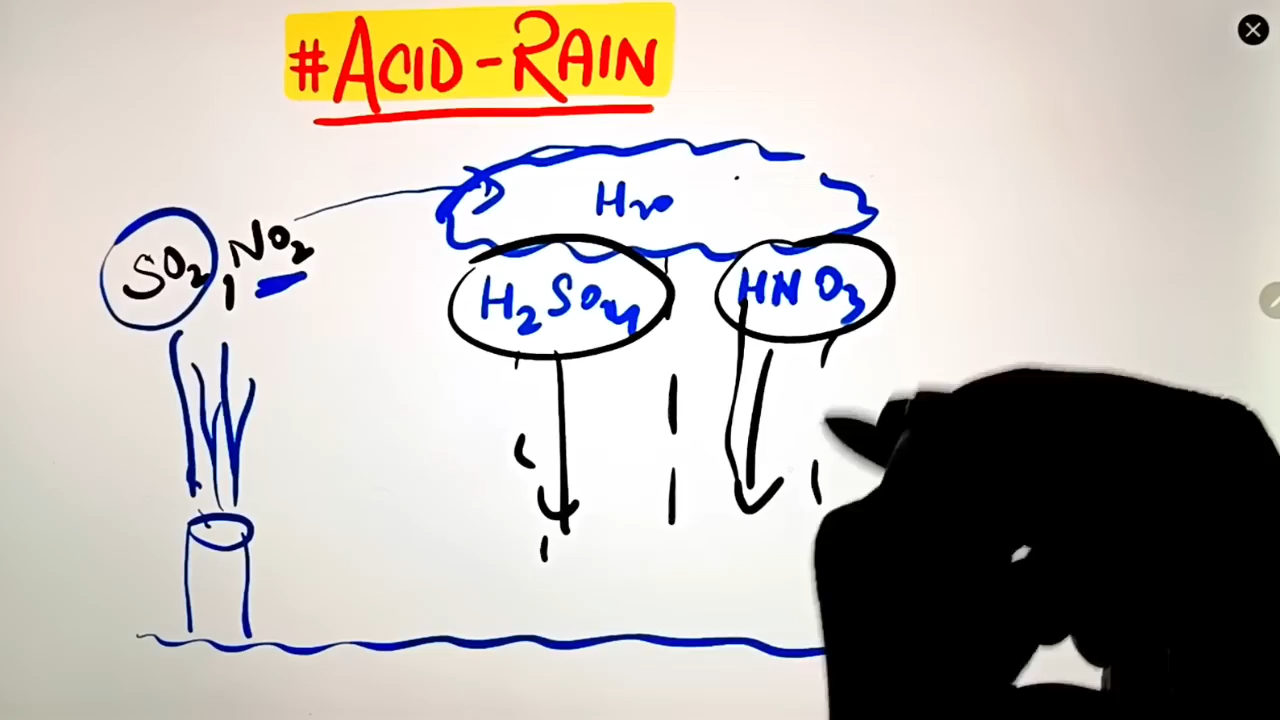 #ACID-RAIN
H2O
SO2, NO2
H2SO4
HNO3